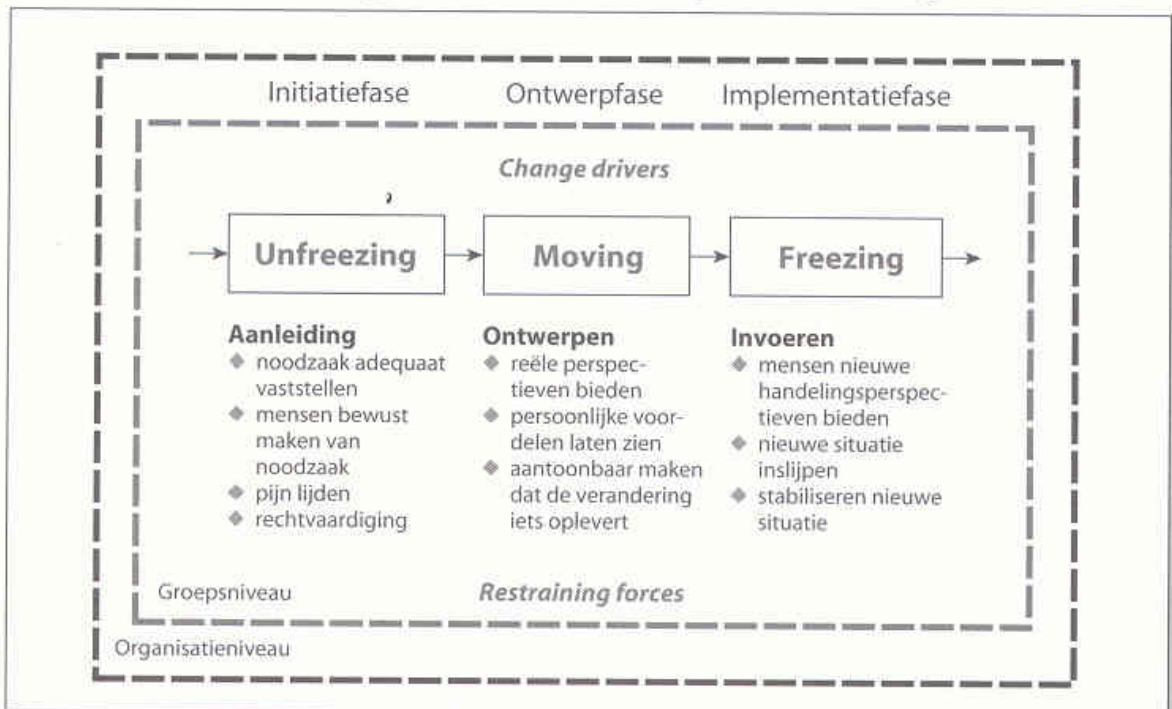 Initiatiefase Ontwerpfase Implementatiefase
Change drivers
Unfreezing Moving Freezing
Aanleiding
◆ noodzaak adequaat
vaststellen
◆ mensen bewust
maken van
noodzaak
◆ pijn lijden
◆ rechtvaardiging
Ontwerpen
◆ reële perspec-
tieven bieden
◆ persoonlijke voor-
delen laten zien
◆ aantoonbaar maken
dat de verandering
iets oplevert
Invoeren
◆ mensen nieuwe
handelingsperspec-
tieven bieden
◆ nieuwe situatie
inslijpen
◆ stabiliseren nieuwe
situatie
Groepsniveau
Restraining forces
Organisatieniveau